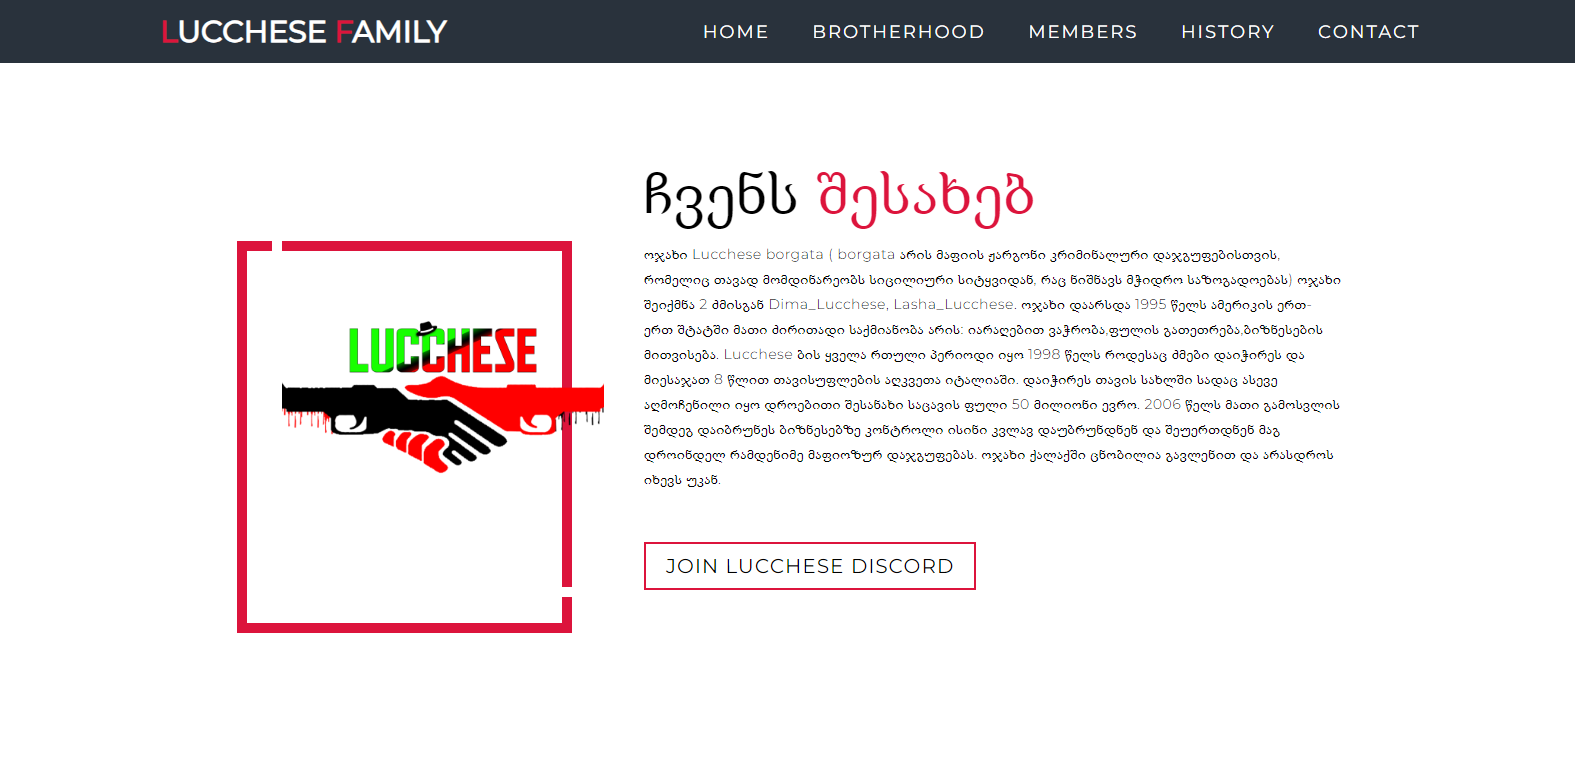 LUCCHESE FAMILY
HOME
BROTHERHOOD
MEMBERS
HISTORY
CONTACT
ჩვენს შესახებ
LUCCHESE
ოჯახი Lucchese borgata ( borgata არის მაფიის ჟარგონი კრიმინალური დაჯგუფებისთვის,
რომელიც თავად მომდინარეობს სიცილიური სიტყვიდან, რაც ნიშნავს მჭიდრო საზოგადოებას) ოჯახი
შეიქმნა 2 ძმისგან Dima_Lucchese, Lasha_Lucchese. ოჯახი დაარსდა 1995 წელს ამერიკის ერთ-
ერთ შტატში მათი ძირითადი საქმიანობა არის: იარაღებით ვაჭრობა,ფულის გათეთრება,ბიზნესების
მითვისება. Lucchese ბის ყველა რთული პერიოდი იყო 1998 წელს როდესაც ძმები დაიჭირეს და
მიესაჯათ 8 წლით თავისუფლების აღკვეთა იტალიაში. დაიჭირეს თავის სახლში სადაც ასევე
აღმოჩენილი იყო დროებითი შესანახი საცავის ფული 50 მილიონი ევრო. 2006 წელს მათი გამოსვლის
შემდეგ დაიბრუნეს ბიზნესებზე კონტროლი ისინი კვლავ დაუბრუნდნენ და შეუერთდნენ მაგ
დროინდელ რამდენიმე მაფიოზურ დაჯგუფებას. ოჯახი ქალაქში ცნობილია გავლენით და არასდროს
იხევს უკან.
JOIN LUCCHESE DISCORD